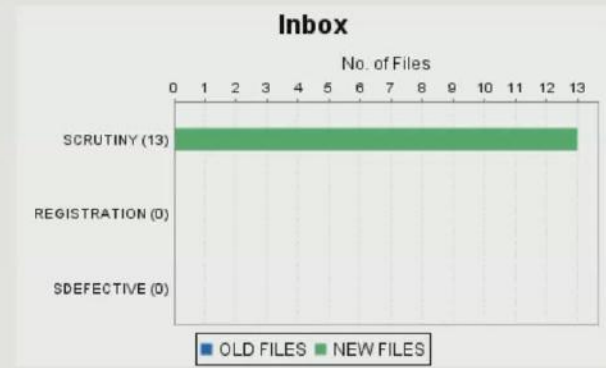 Inbox
No. of Files
0 1 2 3 4 5 6 7 8 9 10 11 12 13
SCRUTINY (13)
REGISTRATION (0)
SDEFECTIVE (0)
OLD FILES NEW FILES